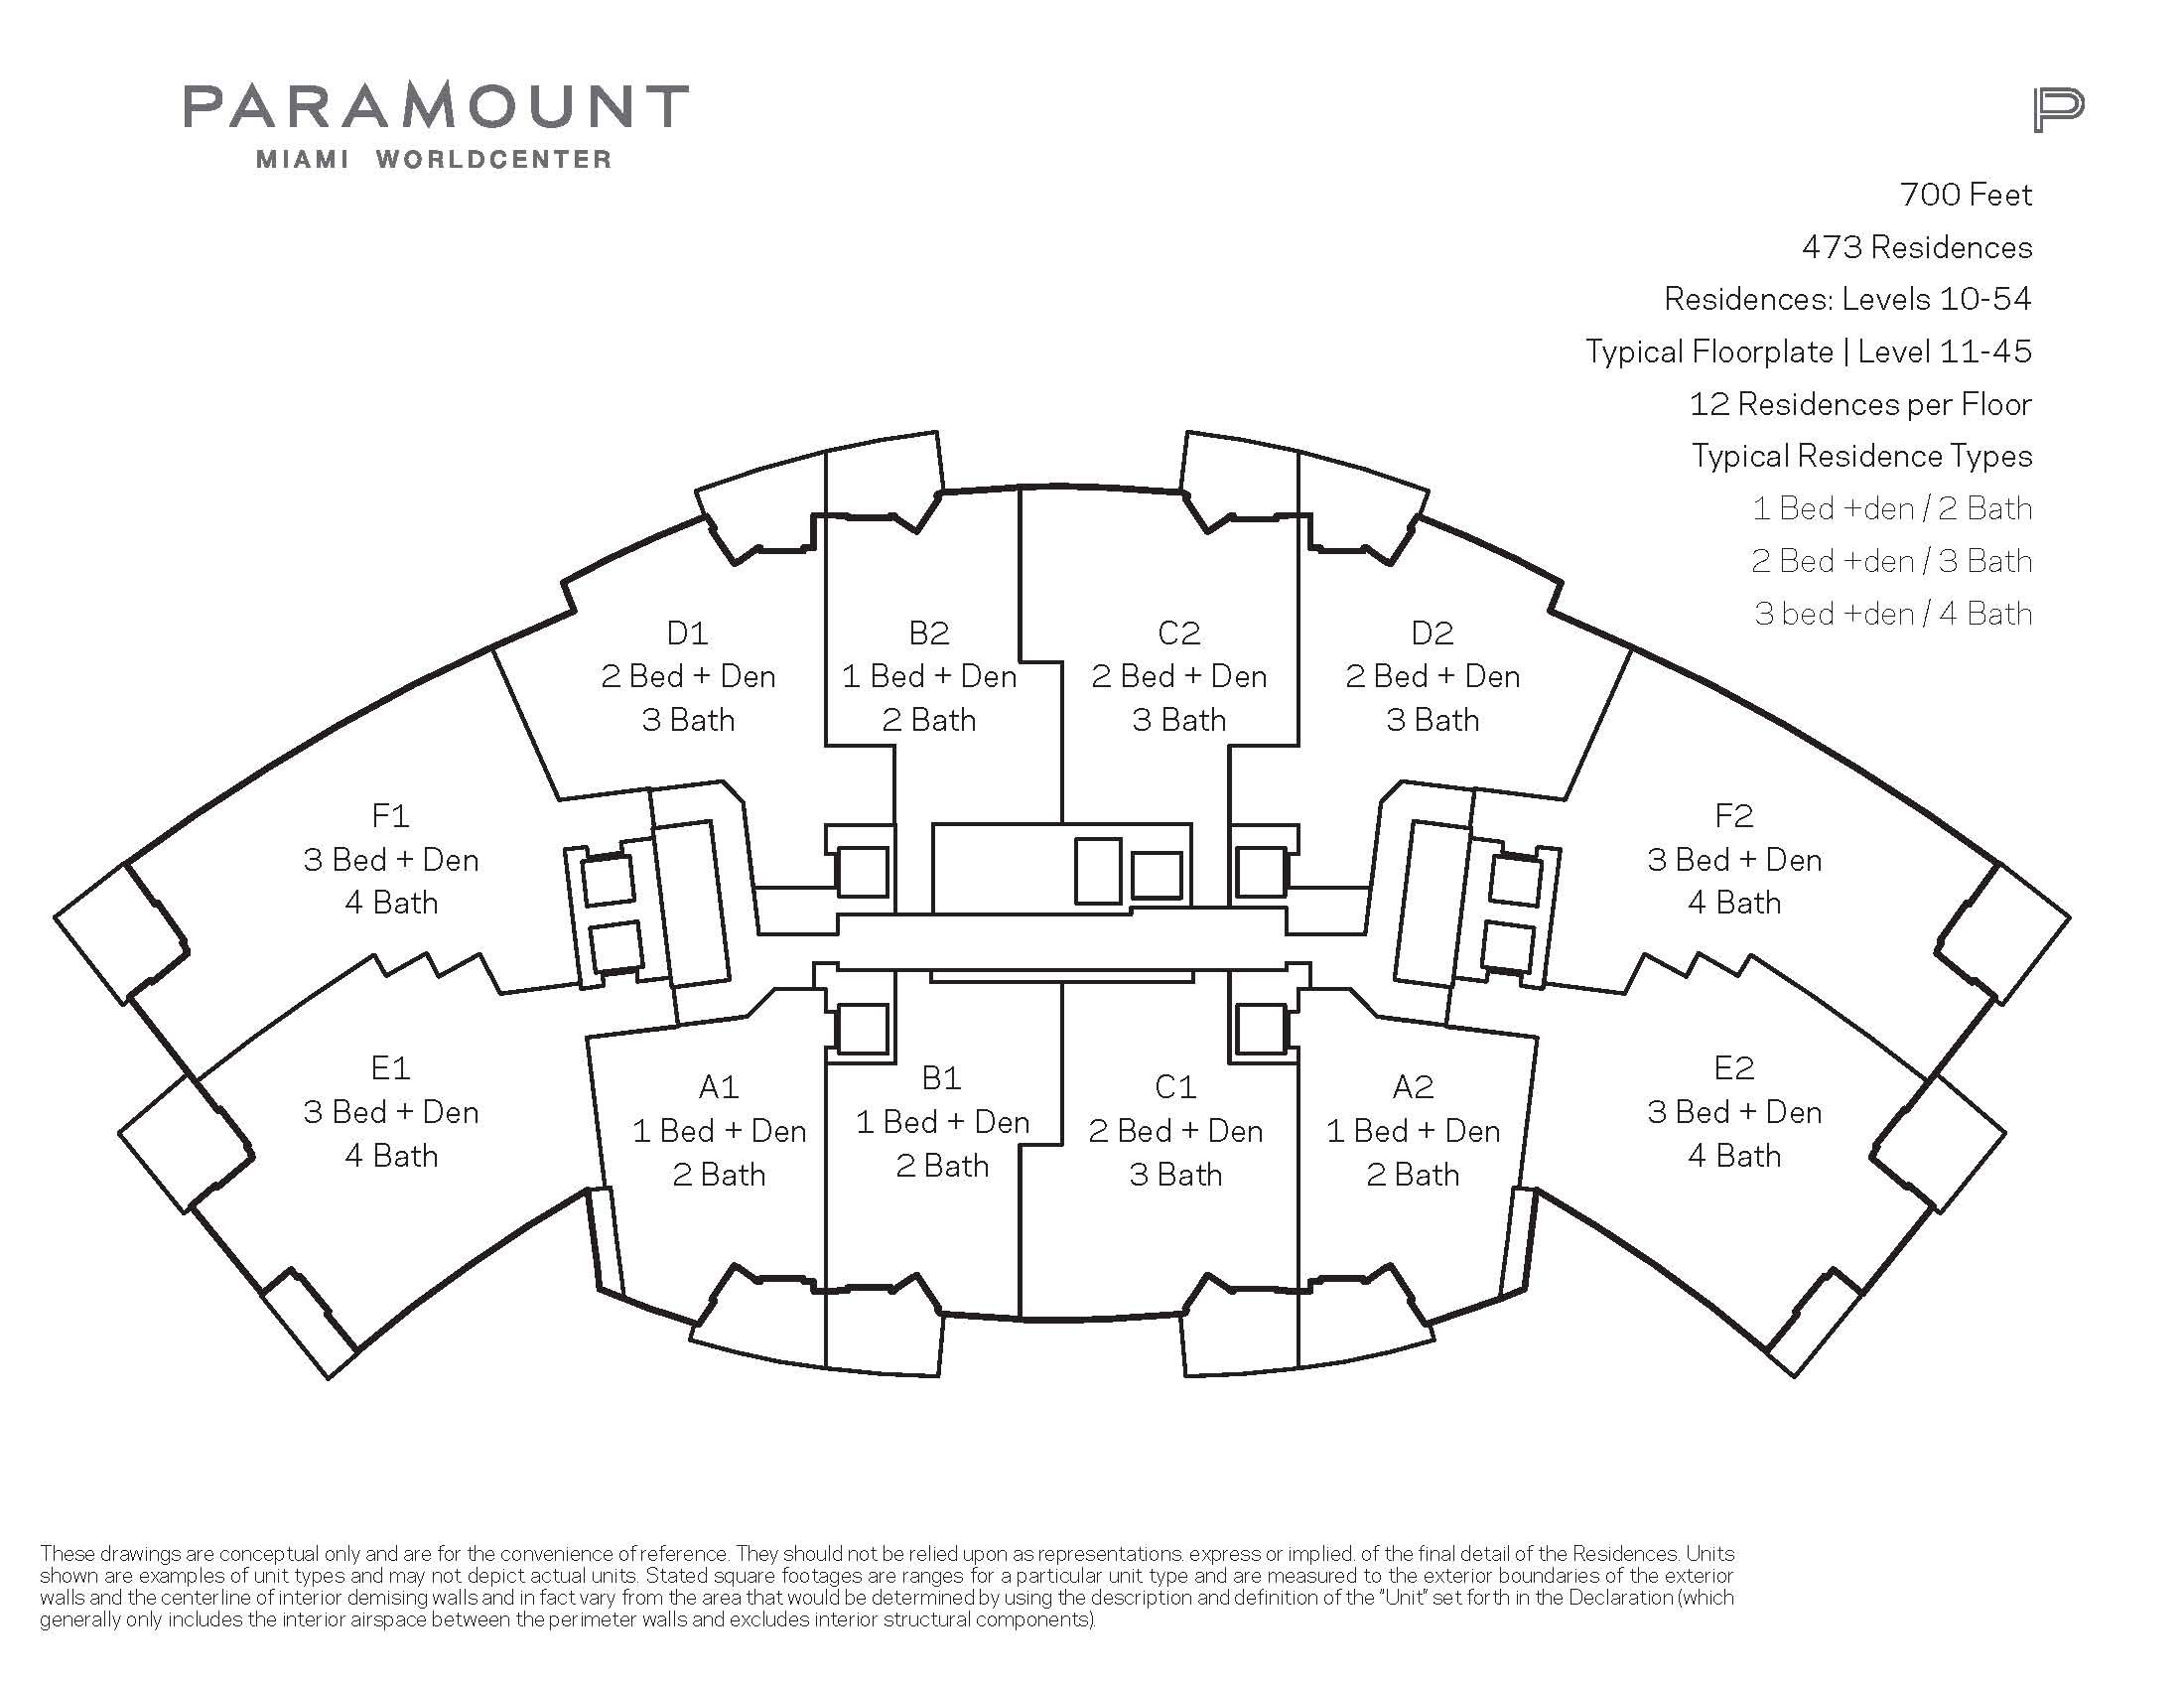 PARAMOUNT
MIAMI WORLDCENTER
P
700 Feet
473 Residences
Residences: Levels 10-54
Typical Floorplate | Level 11-45
12 Residences per Floor
Typical Residence Types
1 Bed +den / 2 Bath
2 Bed +den / 3 Bath
3 bed +den / 4 Bath
D1
2 Bed + Den
3 Bath
B2
1 Bed + Den
2 Bath
C2
2 Bed + Den
3 Bath
D2
2 Bed + Den
3 Bath
F1
3 Bed + Den
4 Bath
F2
3 Bed + Den
4 Bath
E1
3 Bed + Den
4 Bath
A1
1 Bed + Den
2 Bath
B1
1 Bed + Den
2 Bath
C1
2 Bed + Den
3 Bath
A2
1 Bed + Den
2 Bath
E2
3 Bed + Den
4 Bath
These drawings are conceptual only and are for the convenience of reference. They should not be relied upon as representations. express or implied. of the final detail of the Residences. Units
shown are examples of unit types and may not depict actual units. Stated square footages are ranges for a particular unit type and are measured to the exterior boundaries of the exterior
walls and the centerline of interior demising walls and in fact vary from the area that would be determined by using the description and definition of the "Unit" set forth in the Declaration (which
generally only includes the interior airspace between the perimeter walls and excludes interior structural components).